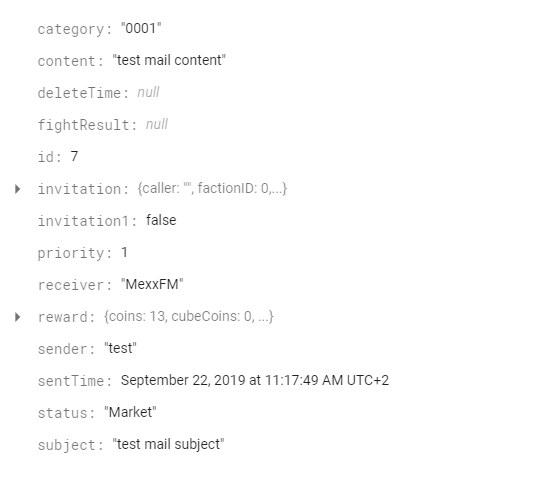 category: "0001"
content: "test mail content"
deleteTime: null
fightResult: null
id: 7
invitation: {caller: "", factionID: 0,...}
invitation1: false
priority: 1
receiver: "MexxFM"
reward: {coins: 13, cubeCoins: 0, ...}
sender: "test"
sentTime: September 22, 2019 at 11:17:49 AM UTC+2
status: "Market"
subject: "test mail subject"